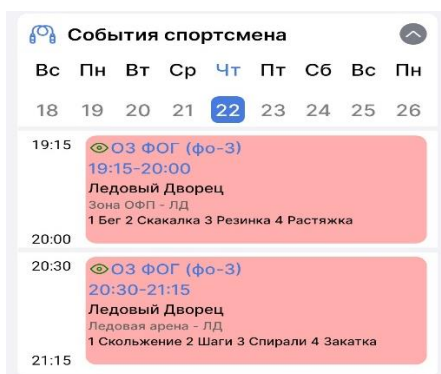 События спортсмена
Вс Пн Вт Ср Чт Пт Сб Вс Пн
18 19 20 21 22 23 24 25 26
19:15
ОЗ ФОГ (фо-3)
19:15-20:00
Ледовый Дворец
Зона ОФП - ЛД
1 Бег 2 Скакалка 3 Резинка 4 Растяжка
20:00
20:30
ОЗ ФОГ (фо-3)
20:30-21:15
Ледовый Дворец
Ледовая арена - ЛД
1 Скольжение 2 Шаги 3 Спирали 4 Закатка
21:15